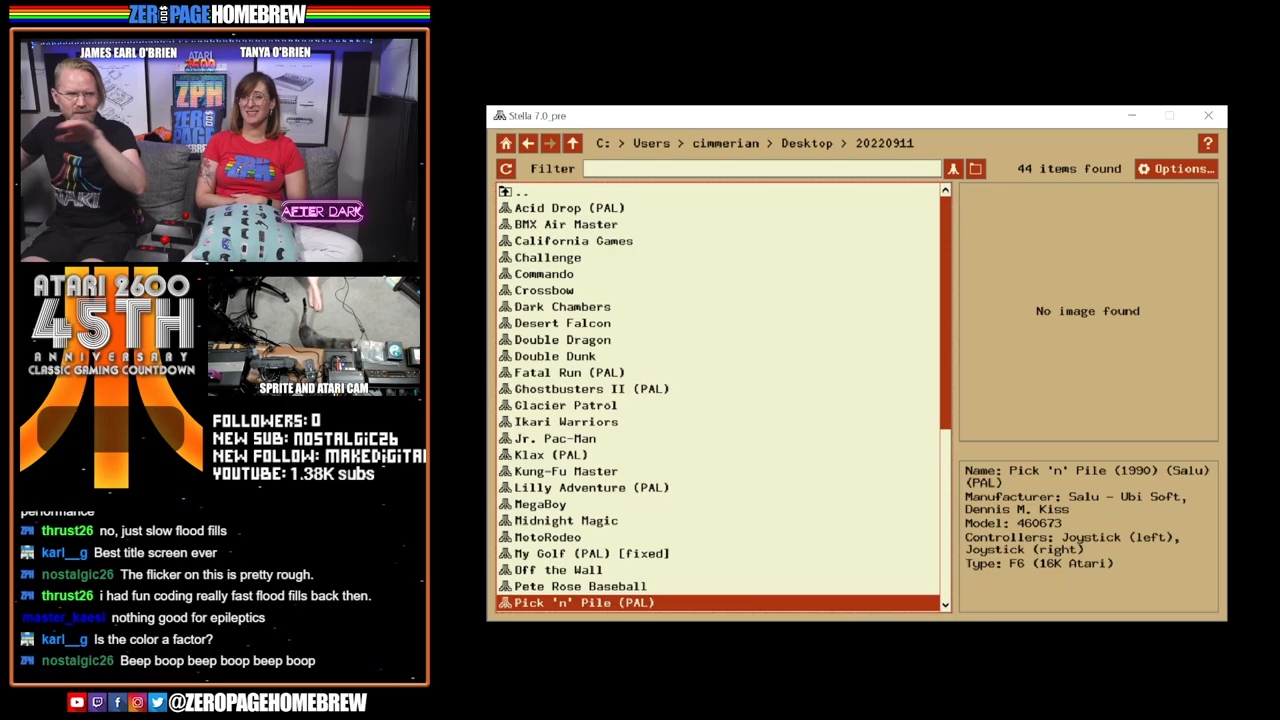 ZEROPAGE HOMEBREW
JAMES EARL O'BRIEN
TANYA O'BRIEN
ATARI
ZPH
ZPH
ATARI
AFTER DARK
ATARI 2600
45TH
ANNIVERSARY
CLASSIC GAMING COUNTDOWN
SPRITE AND ATARI CAM
FOLLOWERS: 0
NEW SUB: NOSTALGIC26
NEW FOLLOW: MAKEDIGITA
YOUTUBE: 1.38K subs
performance
thrust26 no, just slow flood fills
karl__g Best title screen ever
nostalgic26 The flicker on this is pretty rough.
thrust26 i had fun coding really fast flood fills back then.
master_kaesi nothing good for epileptics
karl__g Is the color a factor?
nostalgic26 Beep boop beep boop beep boop
@ZEROPAGEHOMEBREW
Stella 7.0_pre
C: > Users > cimmerian > Desktop > 20220911
?
Filter
44 items found
Options…
..
Acid Drop (PAL)
BMX Air Master
California Games
Challenge
Commando
Crossbow
Dark Chambers
Desert Falcon
Double Dragon
Double Dunk
Fatal Run (PAL)
Ghostbusters II (PAL)
Glacier Patrol
Ikari Warriors
Jr. Pac-Man
Klax (PAL)
Kung-Fu Master
Lilly Adventure (PAL)
MegaBoy
Midnight Magic
MotoRodeo
My Golf (PAL) [fixed]
Off the Wall
Pete Rose Baseball
Pick 'n' Pile (PAL)
No image found
Name: Pick 'n' Pile (1990) (Salu)
(PAL)
Manufacturer: Salu - Ubi Soft,
Dennis M. Kiss
Model: 460673
Controllers: Joystick (left),
Joystick (right)
Type: F6 (16K Atari)